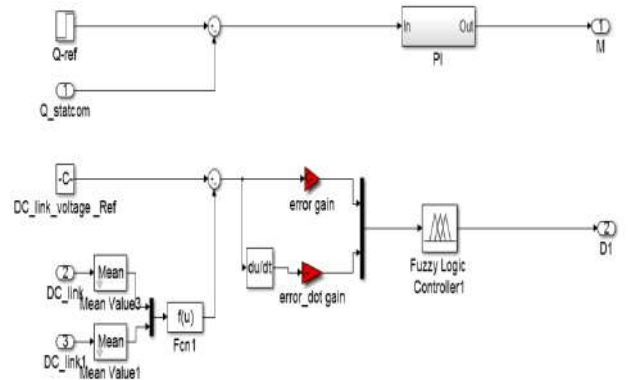 Q-ref
1
Q_statcom
In
Out
PI
1
M
-C-
DC_link_voltage _Ref
error gain
du/dt
error_dot gain
Fuzzy Logic
Controller1
2
D1
2
DC_link
Mean
Mean Value3
3
DC_link1
Mean
Mean Value1
f(u)
Fcn1